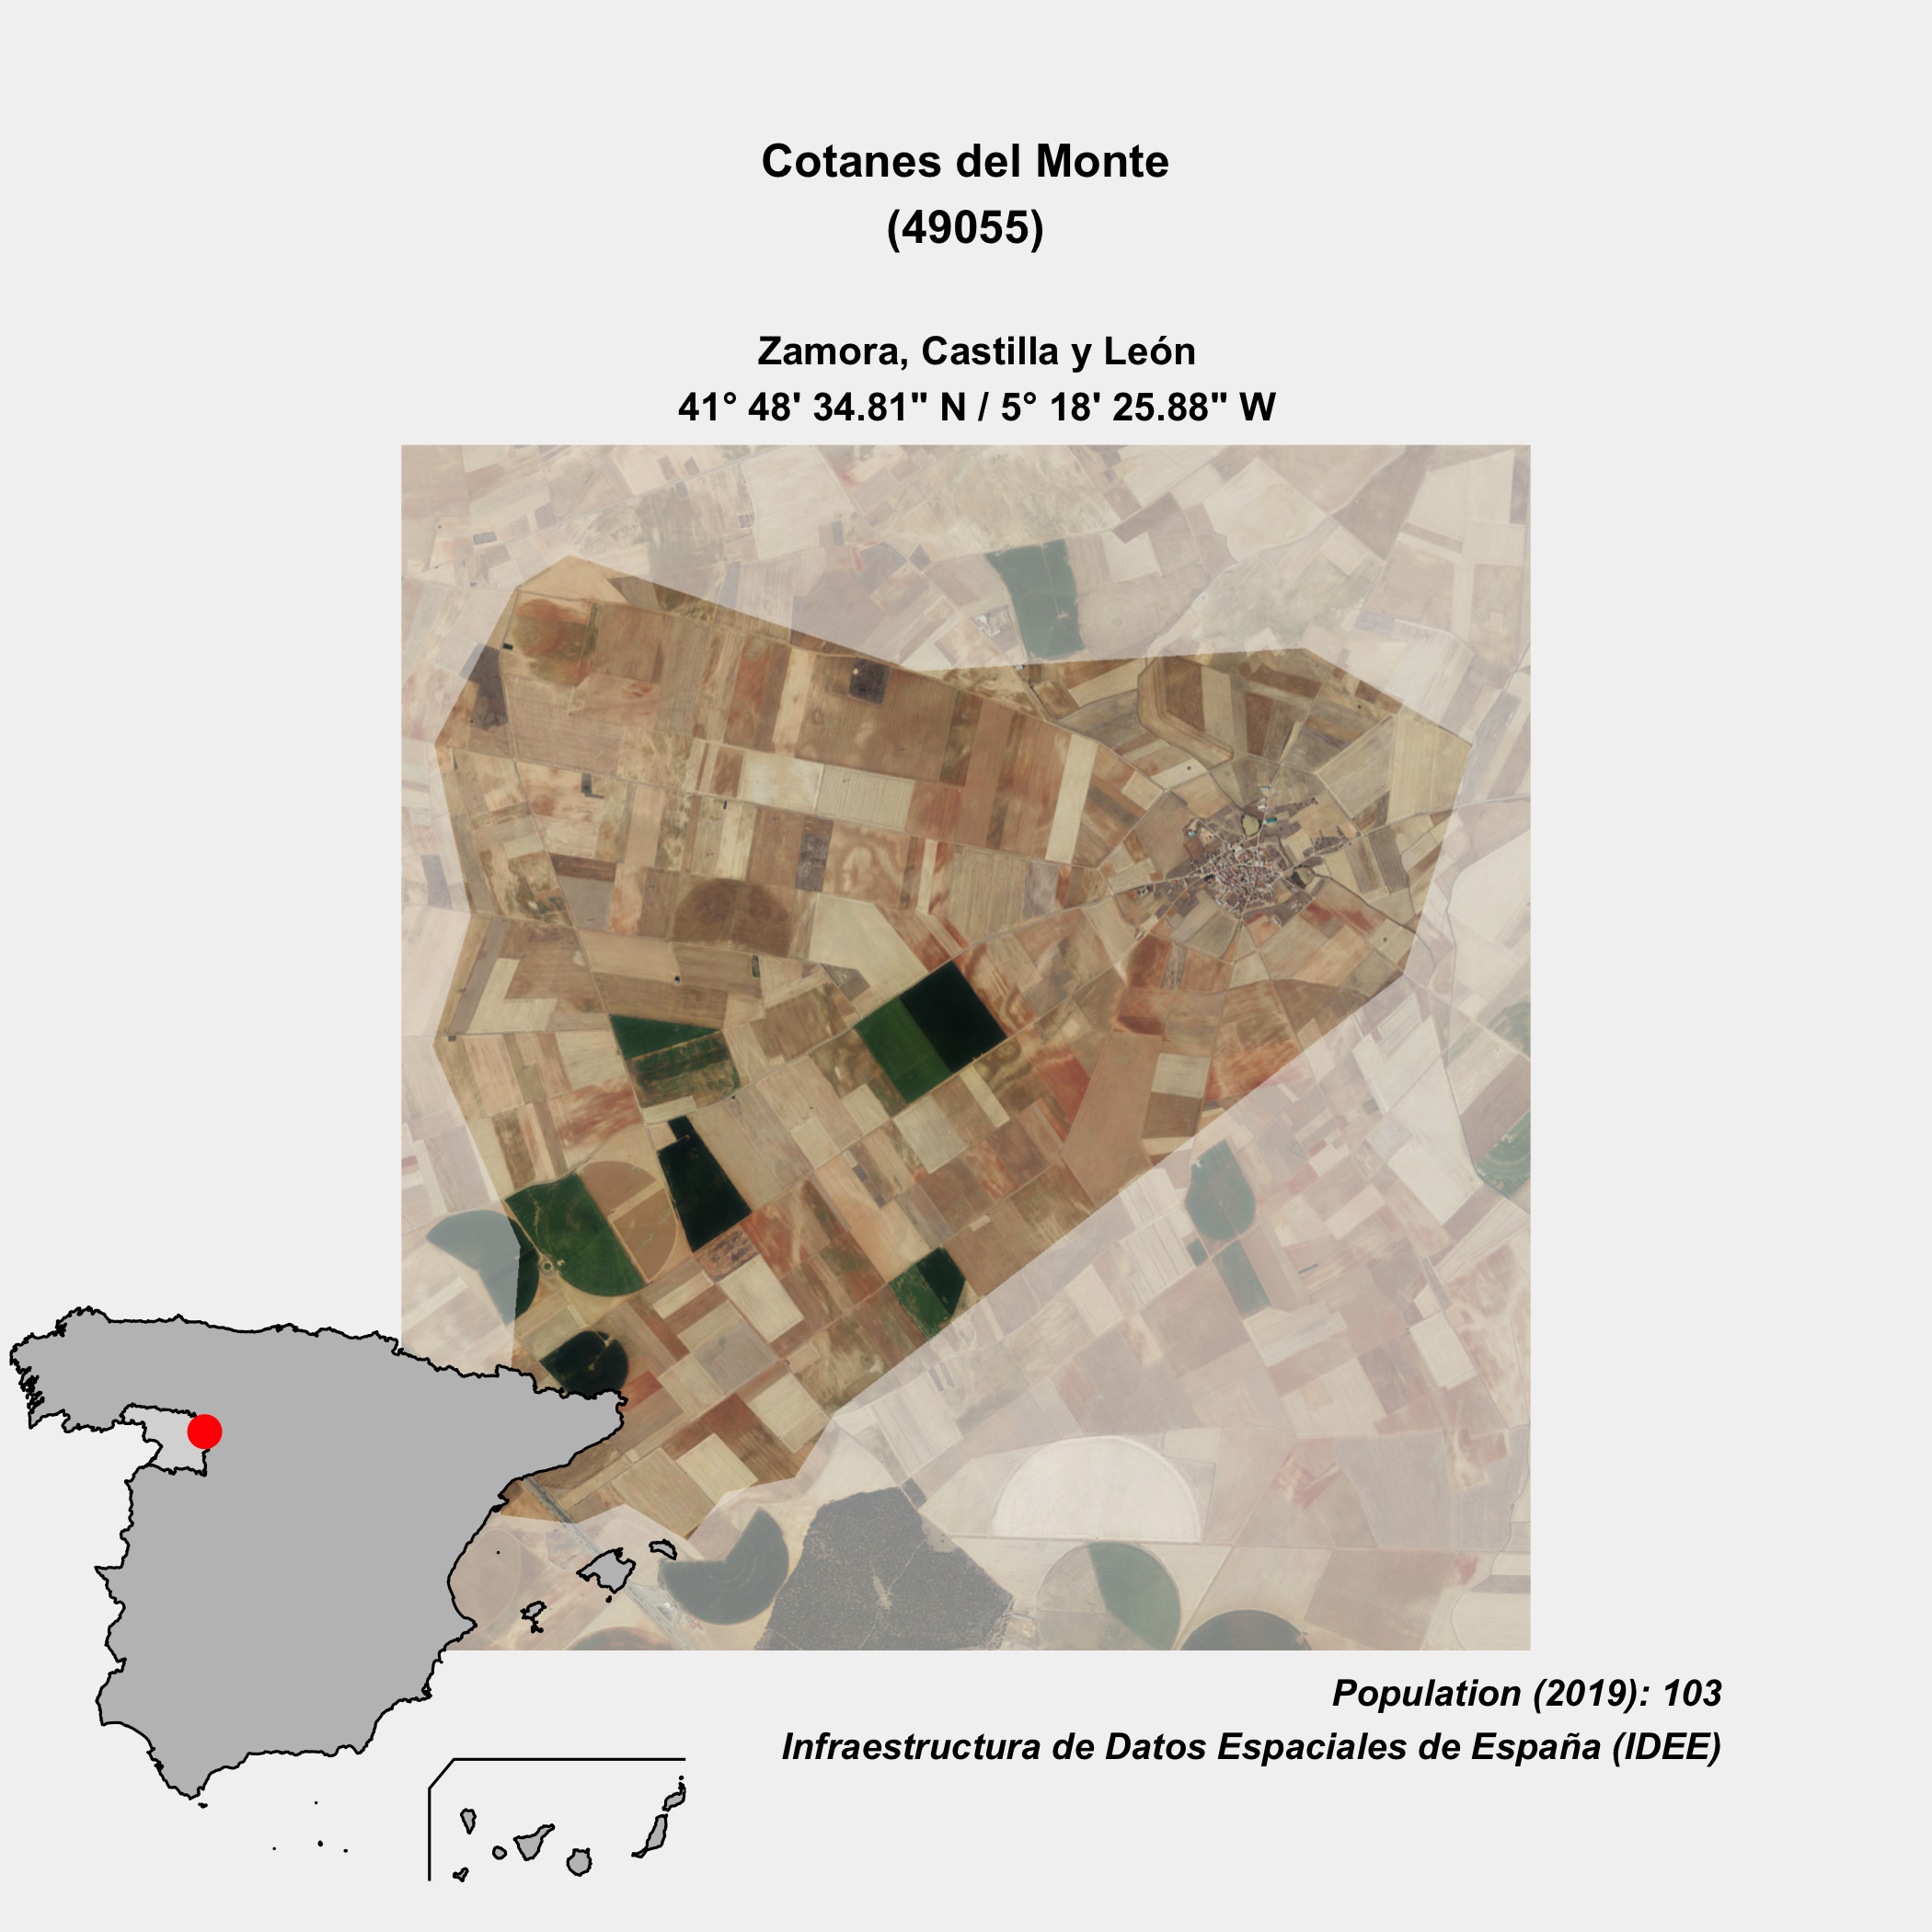 Cotanes del Monte
(49055)
Zamora, Castilla y León
41° 48' 34.81" N / 5° 18' 25.88" W
Population (2019): 103
Infraestructura de Datos Espaciales de España (IDEE)